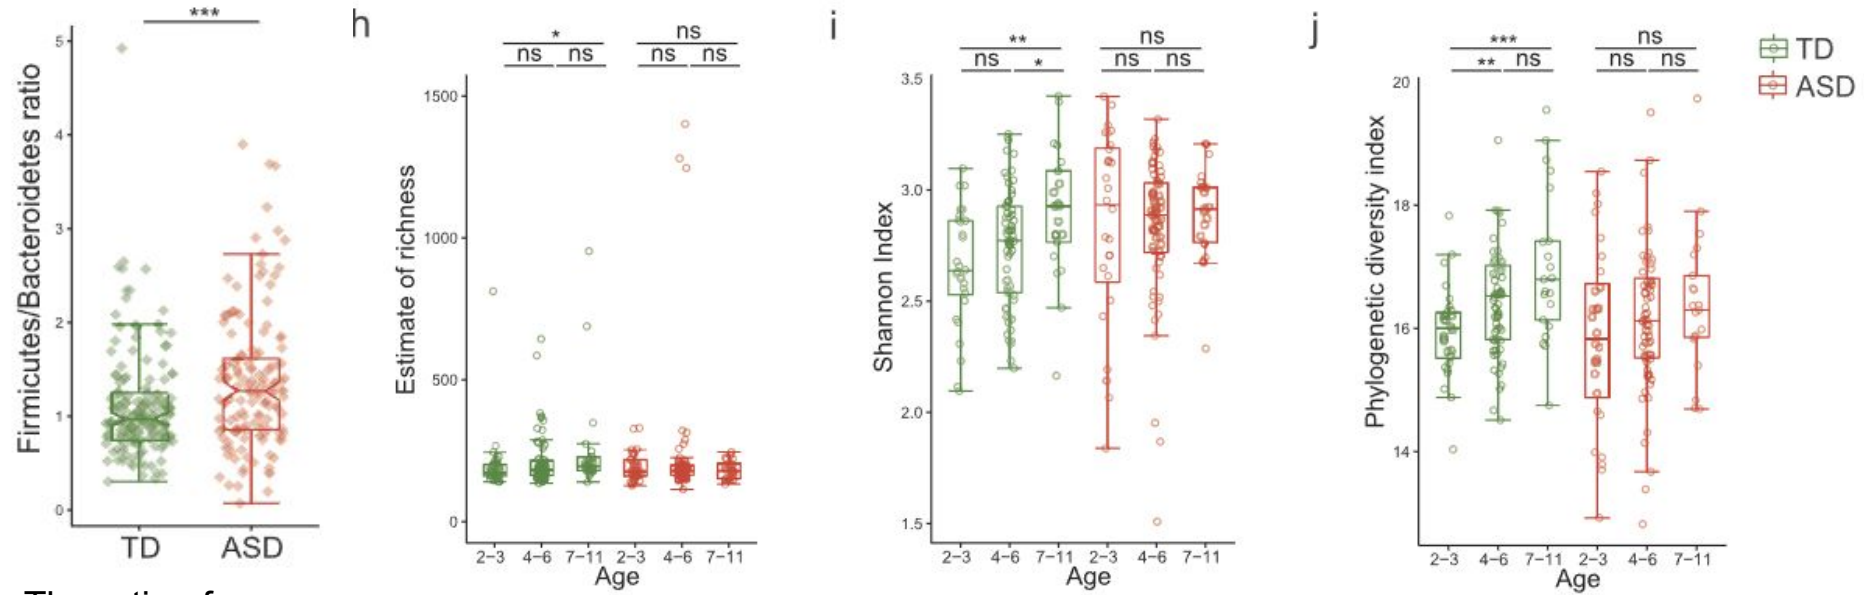 Firmicutes/Bacteroidetes ratio
5
4
3
2
1
0
***
TD ASD
h
Estimate of richness
1500
1000
500
0
* ns
ns ns ns ns
2−3 4−6 7−11 2−3 4−6 7−11
Age
i
Shannon Index
3.5
3.0
2.5
2.0
1.5
** ns
ns * ns ns
2−3 4−6 7−11 2−3 4−6 7−11
Age
j
Phylogenetic diversity index
20
18
16
14
*** ns
** ns ns ns
2−3 4−6 7−11 2−3 4−6 7−11
Age
TD
ASD